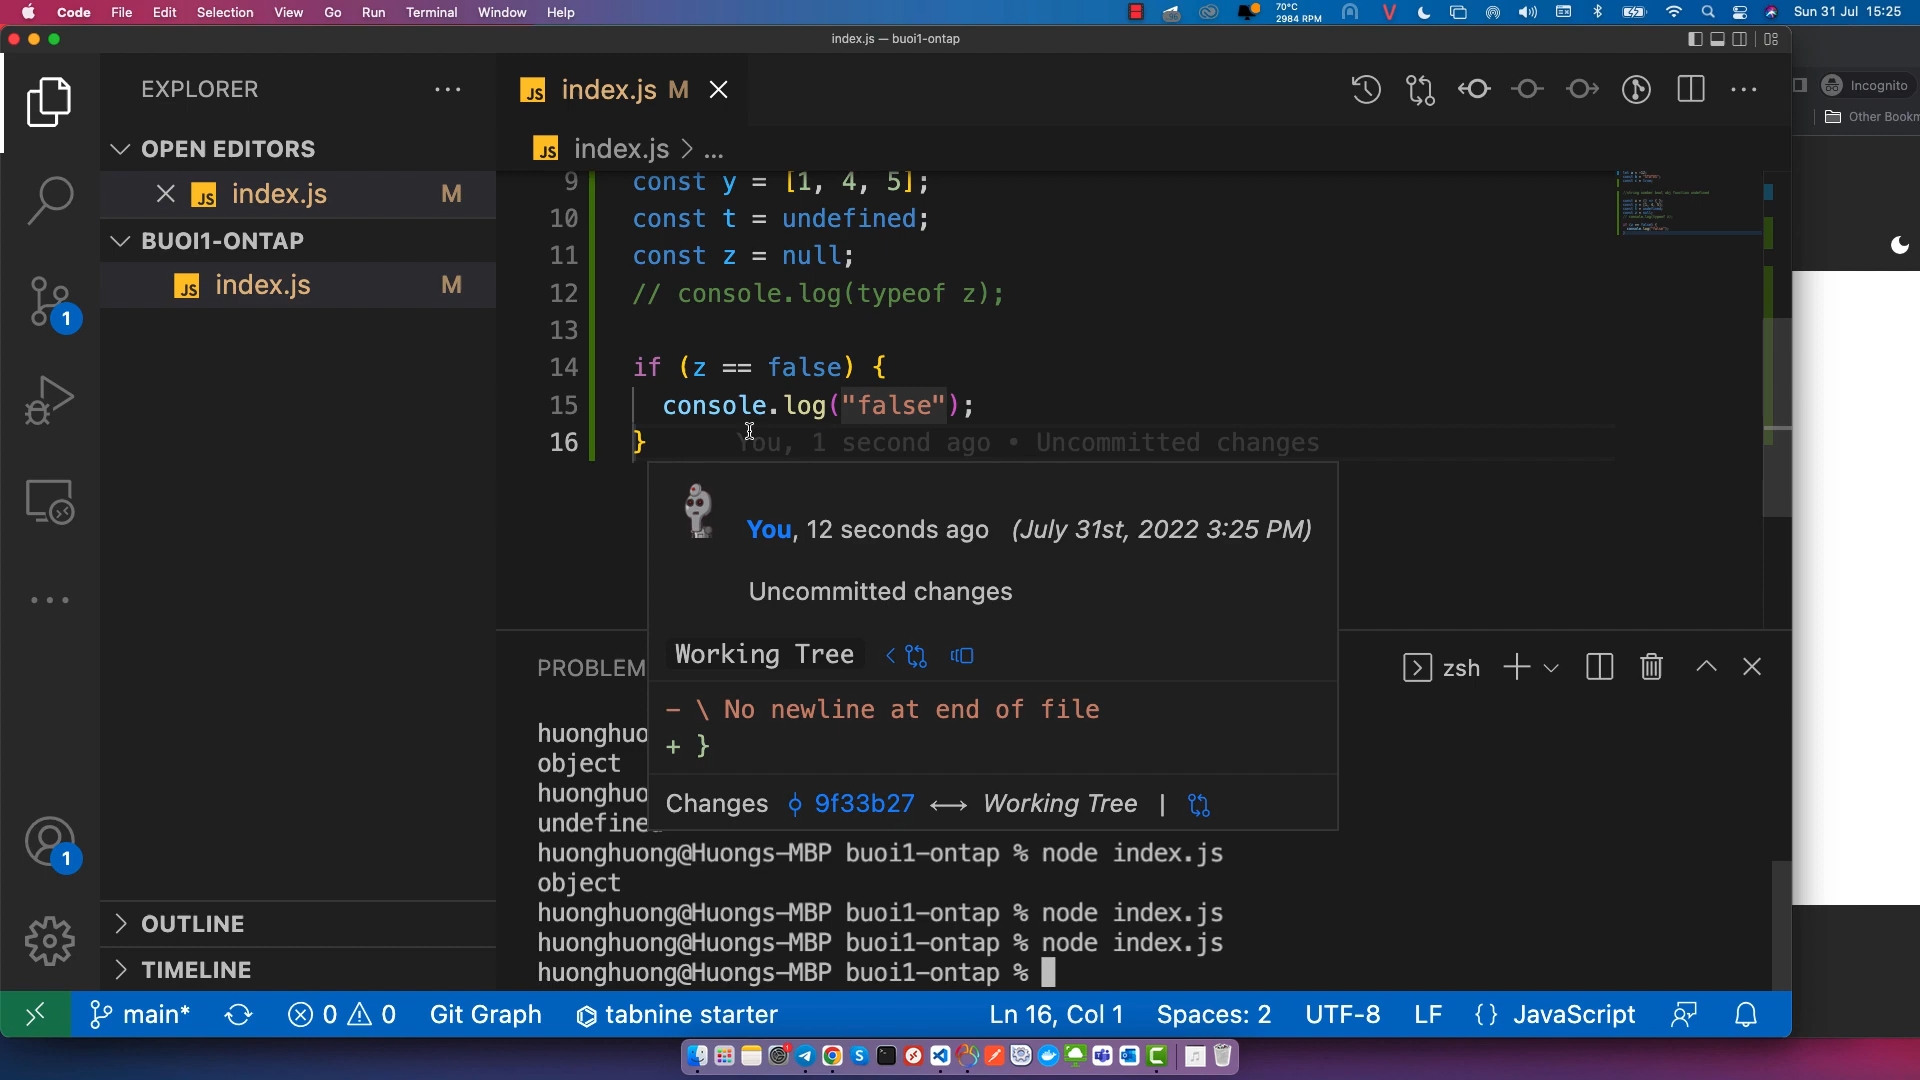 Code File Edit Selection View Go Run Terminal Window Help
70°C
2984 RPM
Sun 31 Jul 15:25
index.js — buoi1-ontap
Incognito
EXPLORER
index.js M
Other Bookm
OPEN EDITORS
index.js > ...
index.js M
BUOI1-ONTAP
index.js M
9 const y = [1, 4, 5];
10 const t = undefined;
11 const z = null;
12 // console.log(typeof z);
13
14 if (z == false) {
15 console.log("false");
16 } You, 1 second ago • Uncommitted changes
You, 12 seconds ago (July 31st, 2022 3:25 PM)
Uncommitted changes
Working Tree
- \ No newline at end of file
+ }
Changes 9f33b27 ⟷ Working Tree |
PROBLEM
zsh
huonghuo
object
huonghuo
undefined
huonghuong@Huongs-MBP buoi1-ontap % node index.js
object
huonghuong@Huongs-MBP buoi1-ontap % node index.js
huonghuong@Huongs-MBP buoi1-ontap % node index.js
huonghuong@Huongs-MBP buoi1-ontap %
1
1
OUTLINE
TIMELINE
main* 0 0 Git Graph tabnine starter Ln 16, Col 1 Spaces: 2 UTF-8 LF {} JavaScript